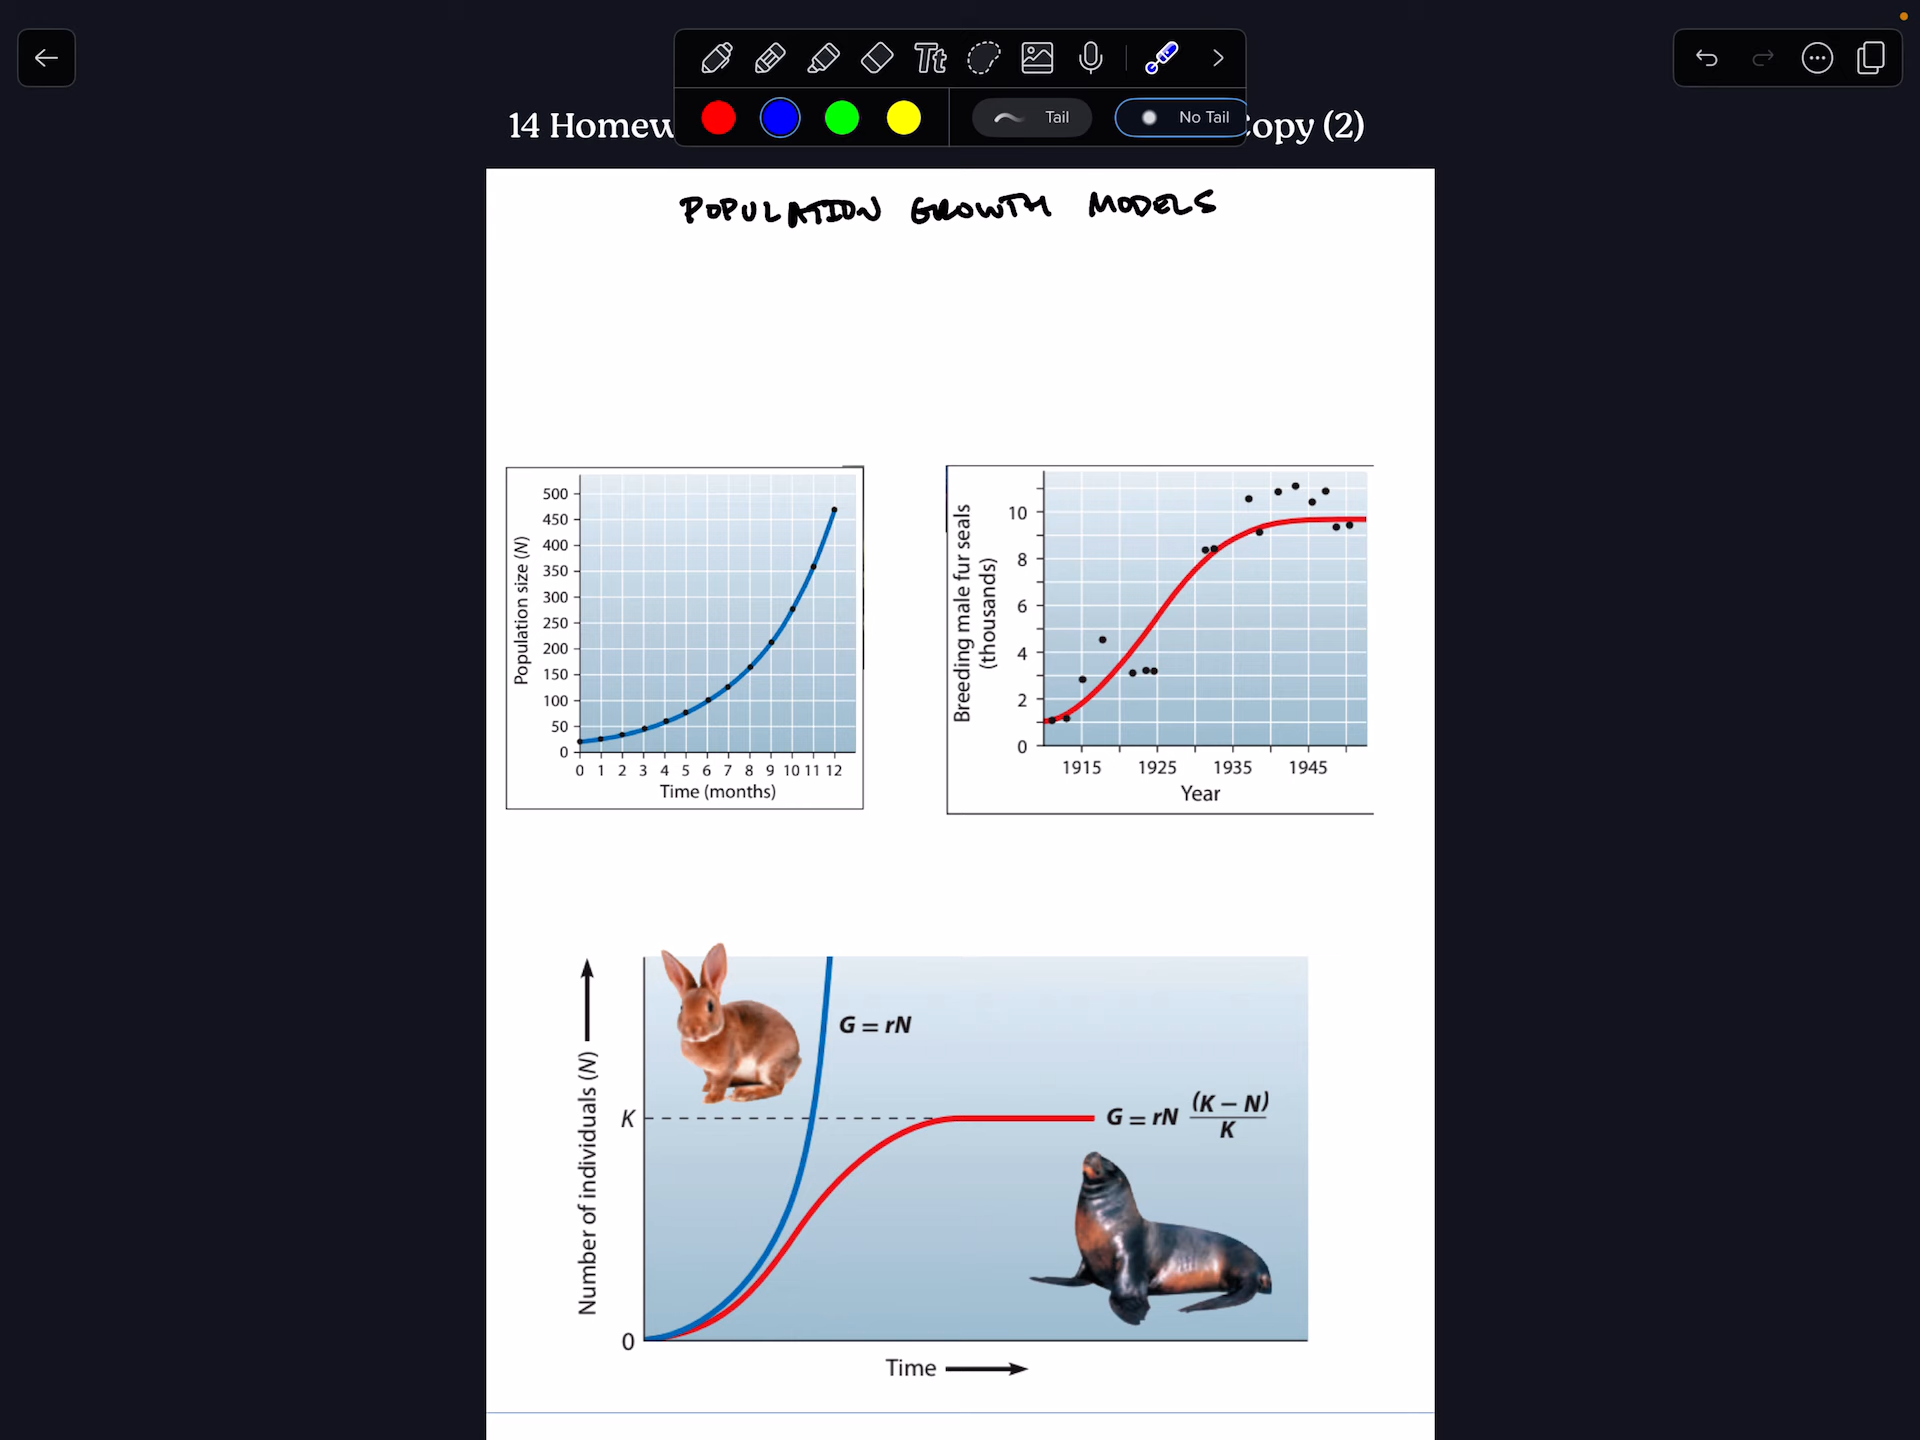 Tt
Tail
No Tail
14 Homew
opy (2)
POPULATION GROWTH MODELS
500
450
400
350
300
250
200
150
100
50
0
Population size (N)
0 1 2 3 4 5 6 7 8 9 10 11 12
Time (months)
Breeding male fur seals
(thousands)
10
8
6
4
2
0
1915 1925 1935 1945
Year
Number of individuals (N)
G = rN
K
G = rN (K – N)
K
0
Time